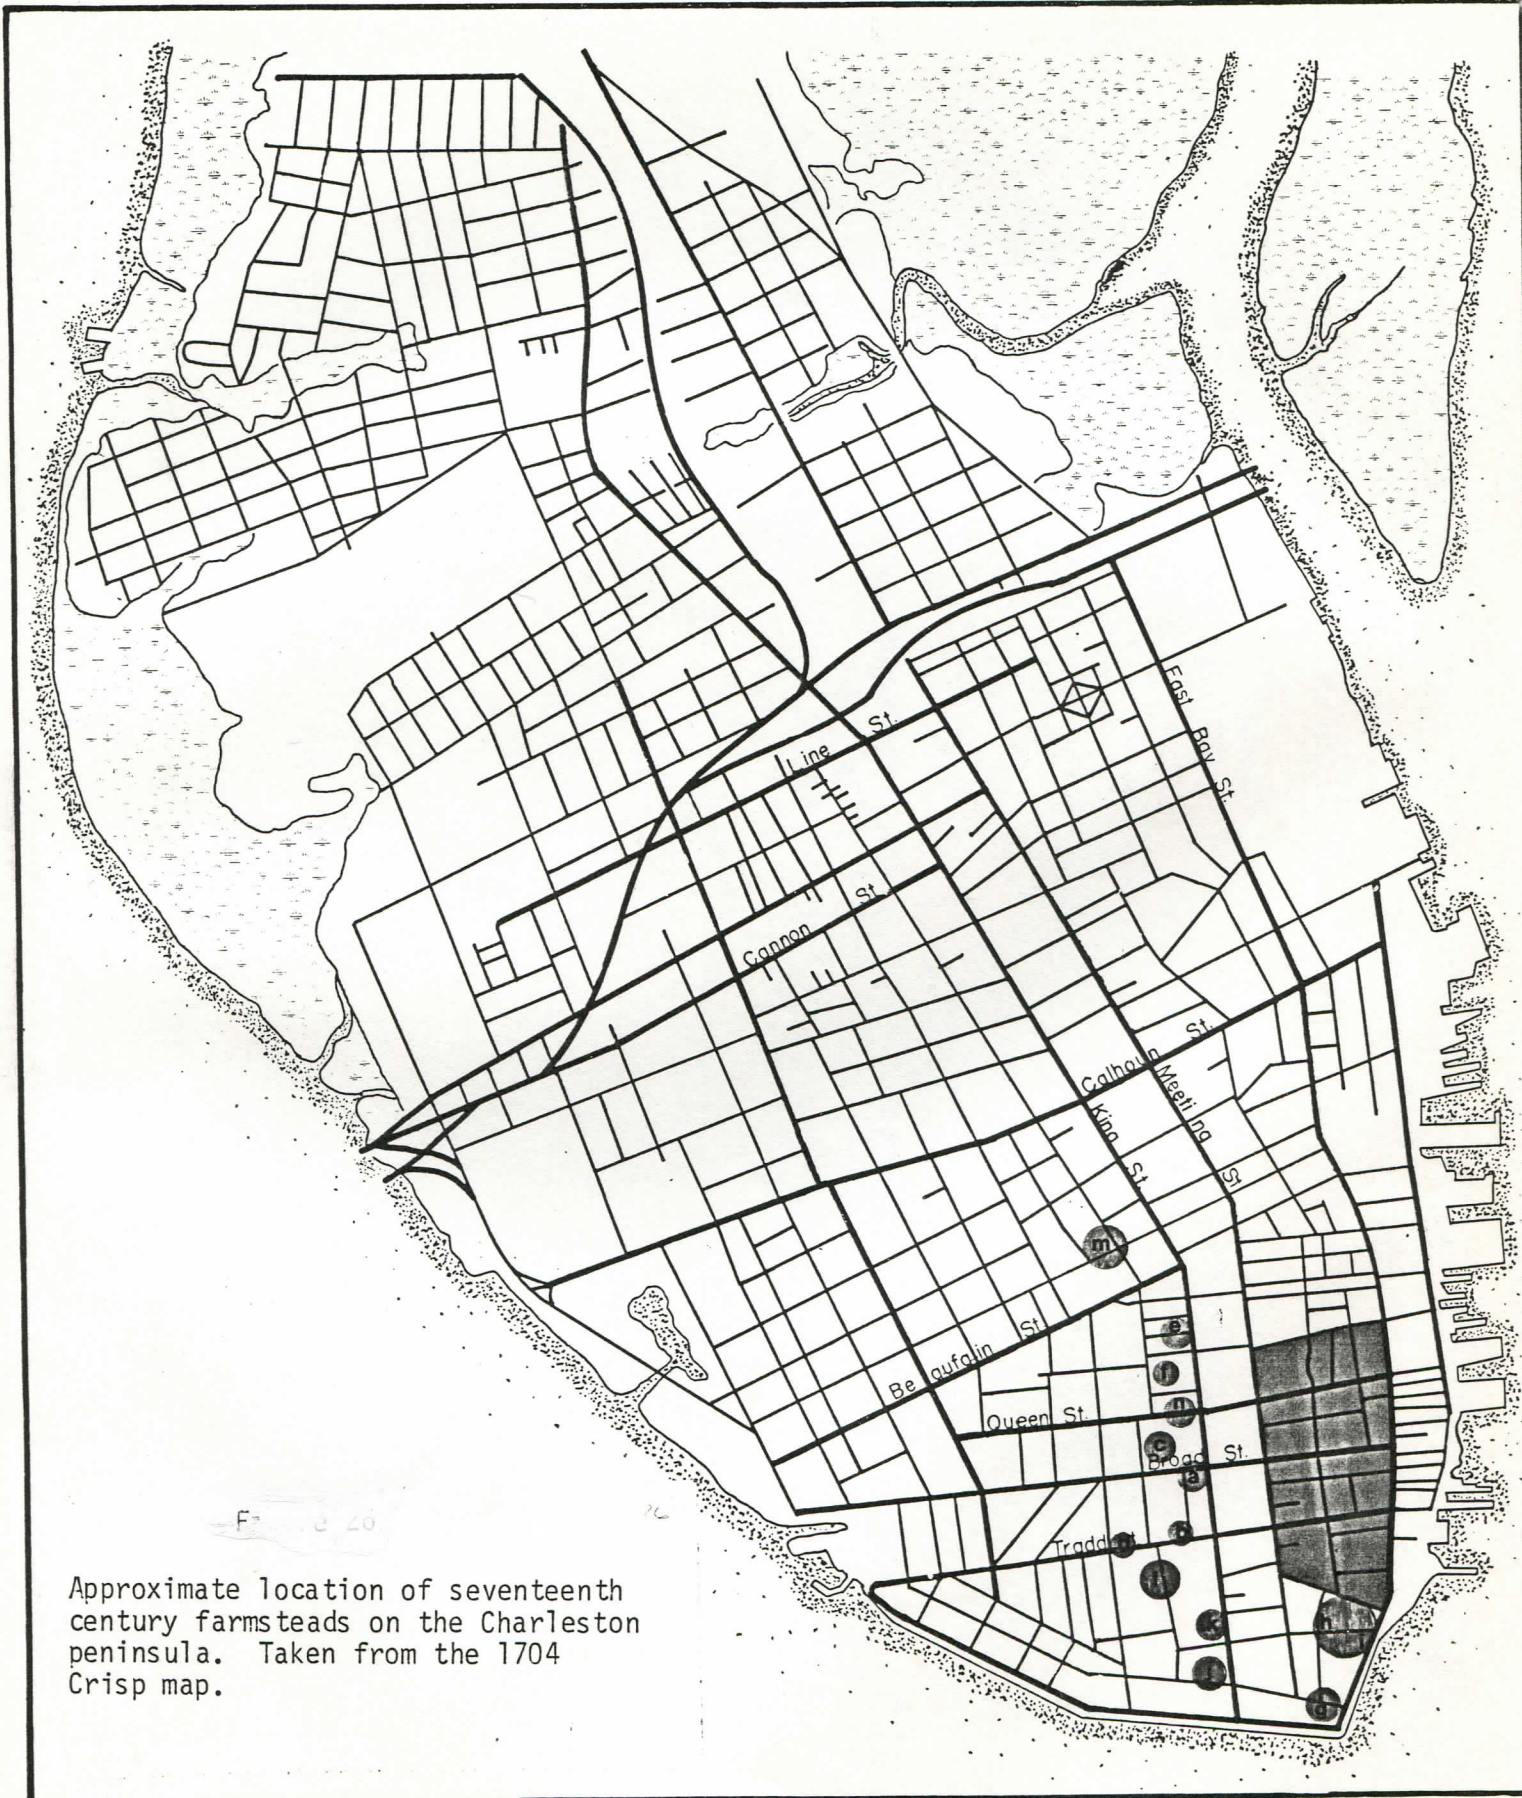 Line St.
East Bay St.
Cannon St.
Calhoun St.
King St.
Meeting St
m
Beaufain St.
e
f
Queen St.
c
Broad St.
a
b
Tradd
k
h
d
26
Approximate location of seventeenth
century farmsteads on the Charleston
peninsula. Taken from the 1704
Crisp map.